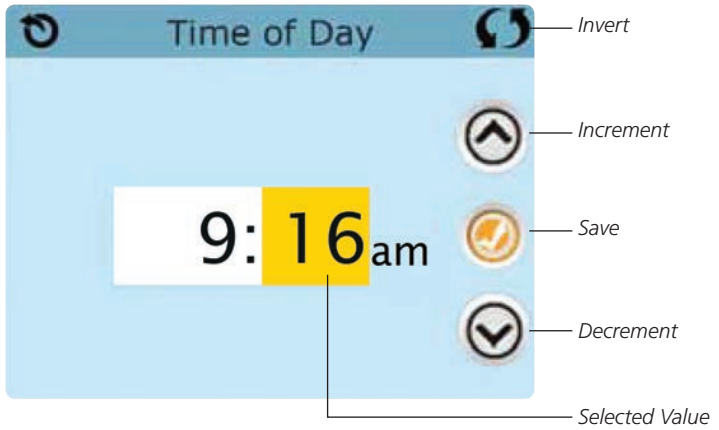 Time of Day
Invert
Increment
9:16am
Save
Decrement
Selected Value